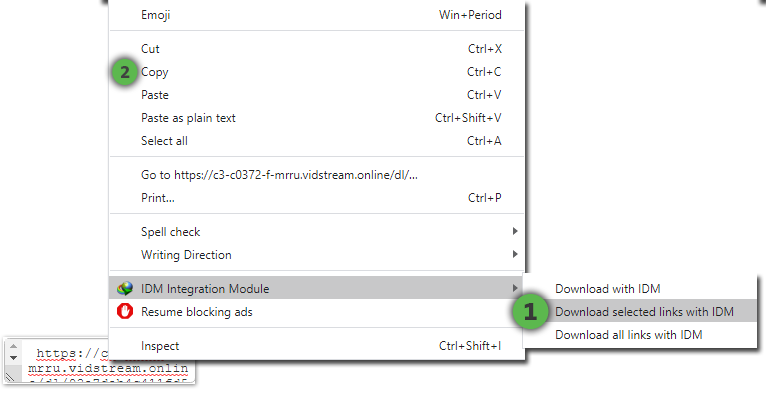 Emoji Win+Period
Cut Ctrl+X
2
Copy Ctrl+C
Paste Ctrl+V
Paste as plain text Ctrl+Shift+V
Select all Ctrl+A
Go to https://c3-c0372-f-mrru.vidstream.online/dl/...
Print... Ctrl+P
Spell check
Writing Direction
IDM Integration Module
Download with IDM
Resume blocking ads
1
Download selected links with IDM
Download all links with IDM
Inspect Ctrl+Shift+I
https://c
mrru.vidstream.onlin